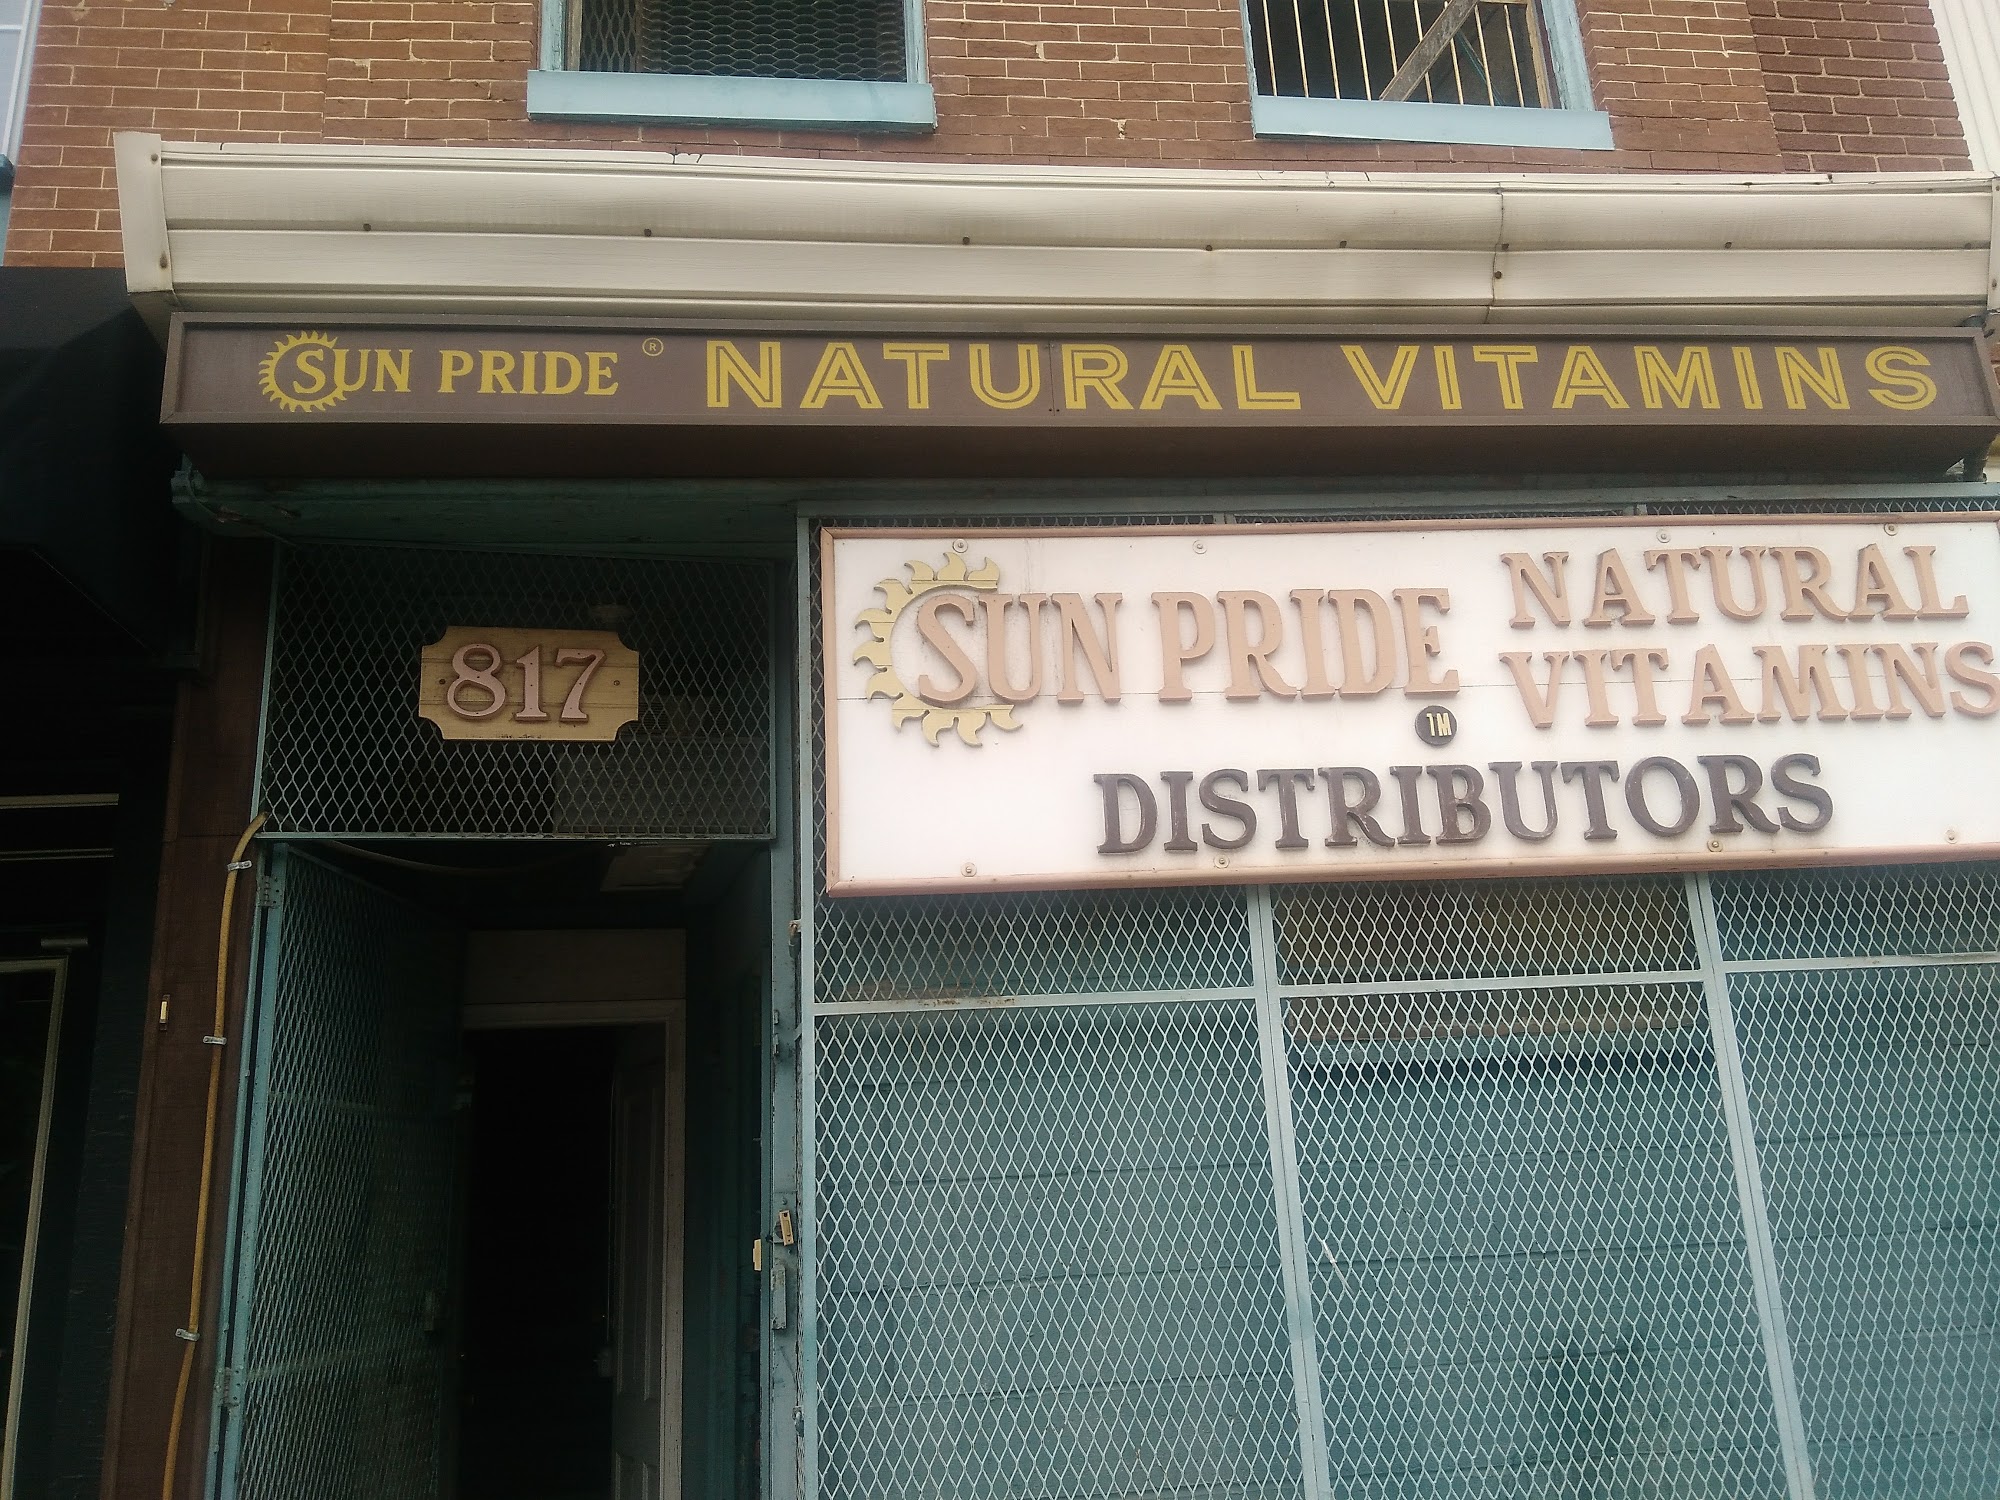 SUN PRIDE ® NATURAL VITAMINS
817
SUN PRIDE NATURAL
VITAMINS
TM
DISTRIBUTORS